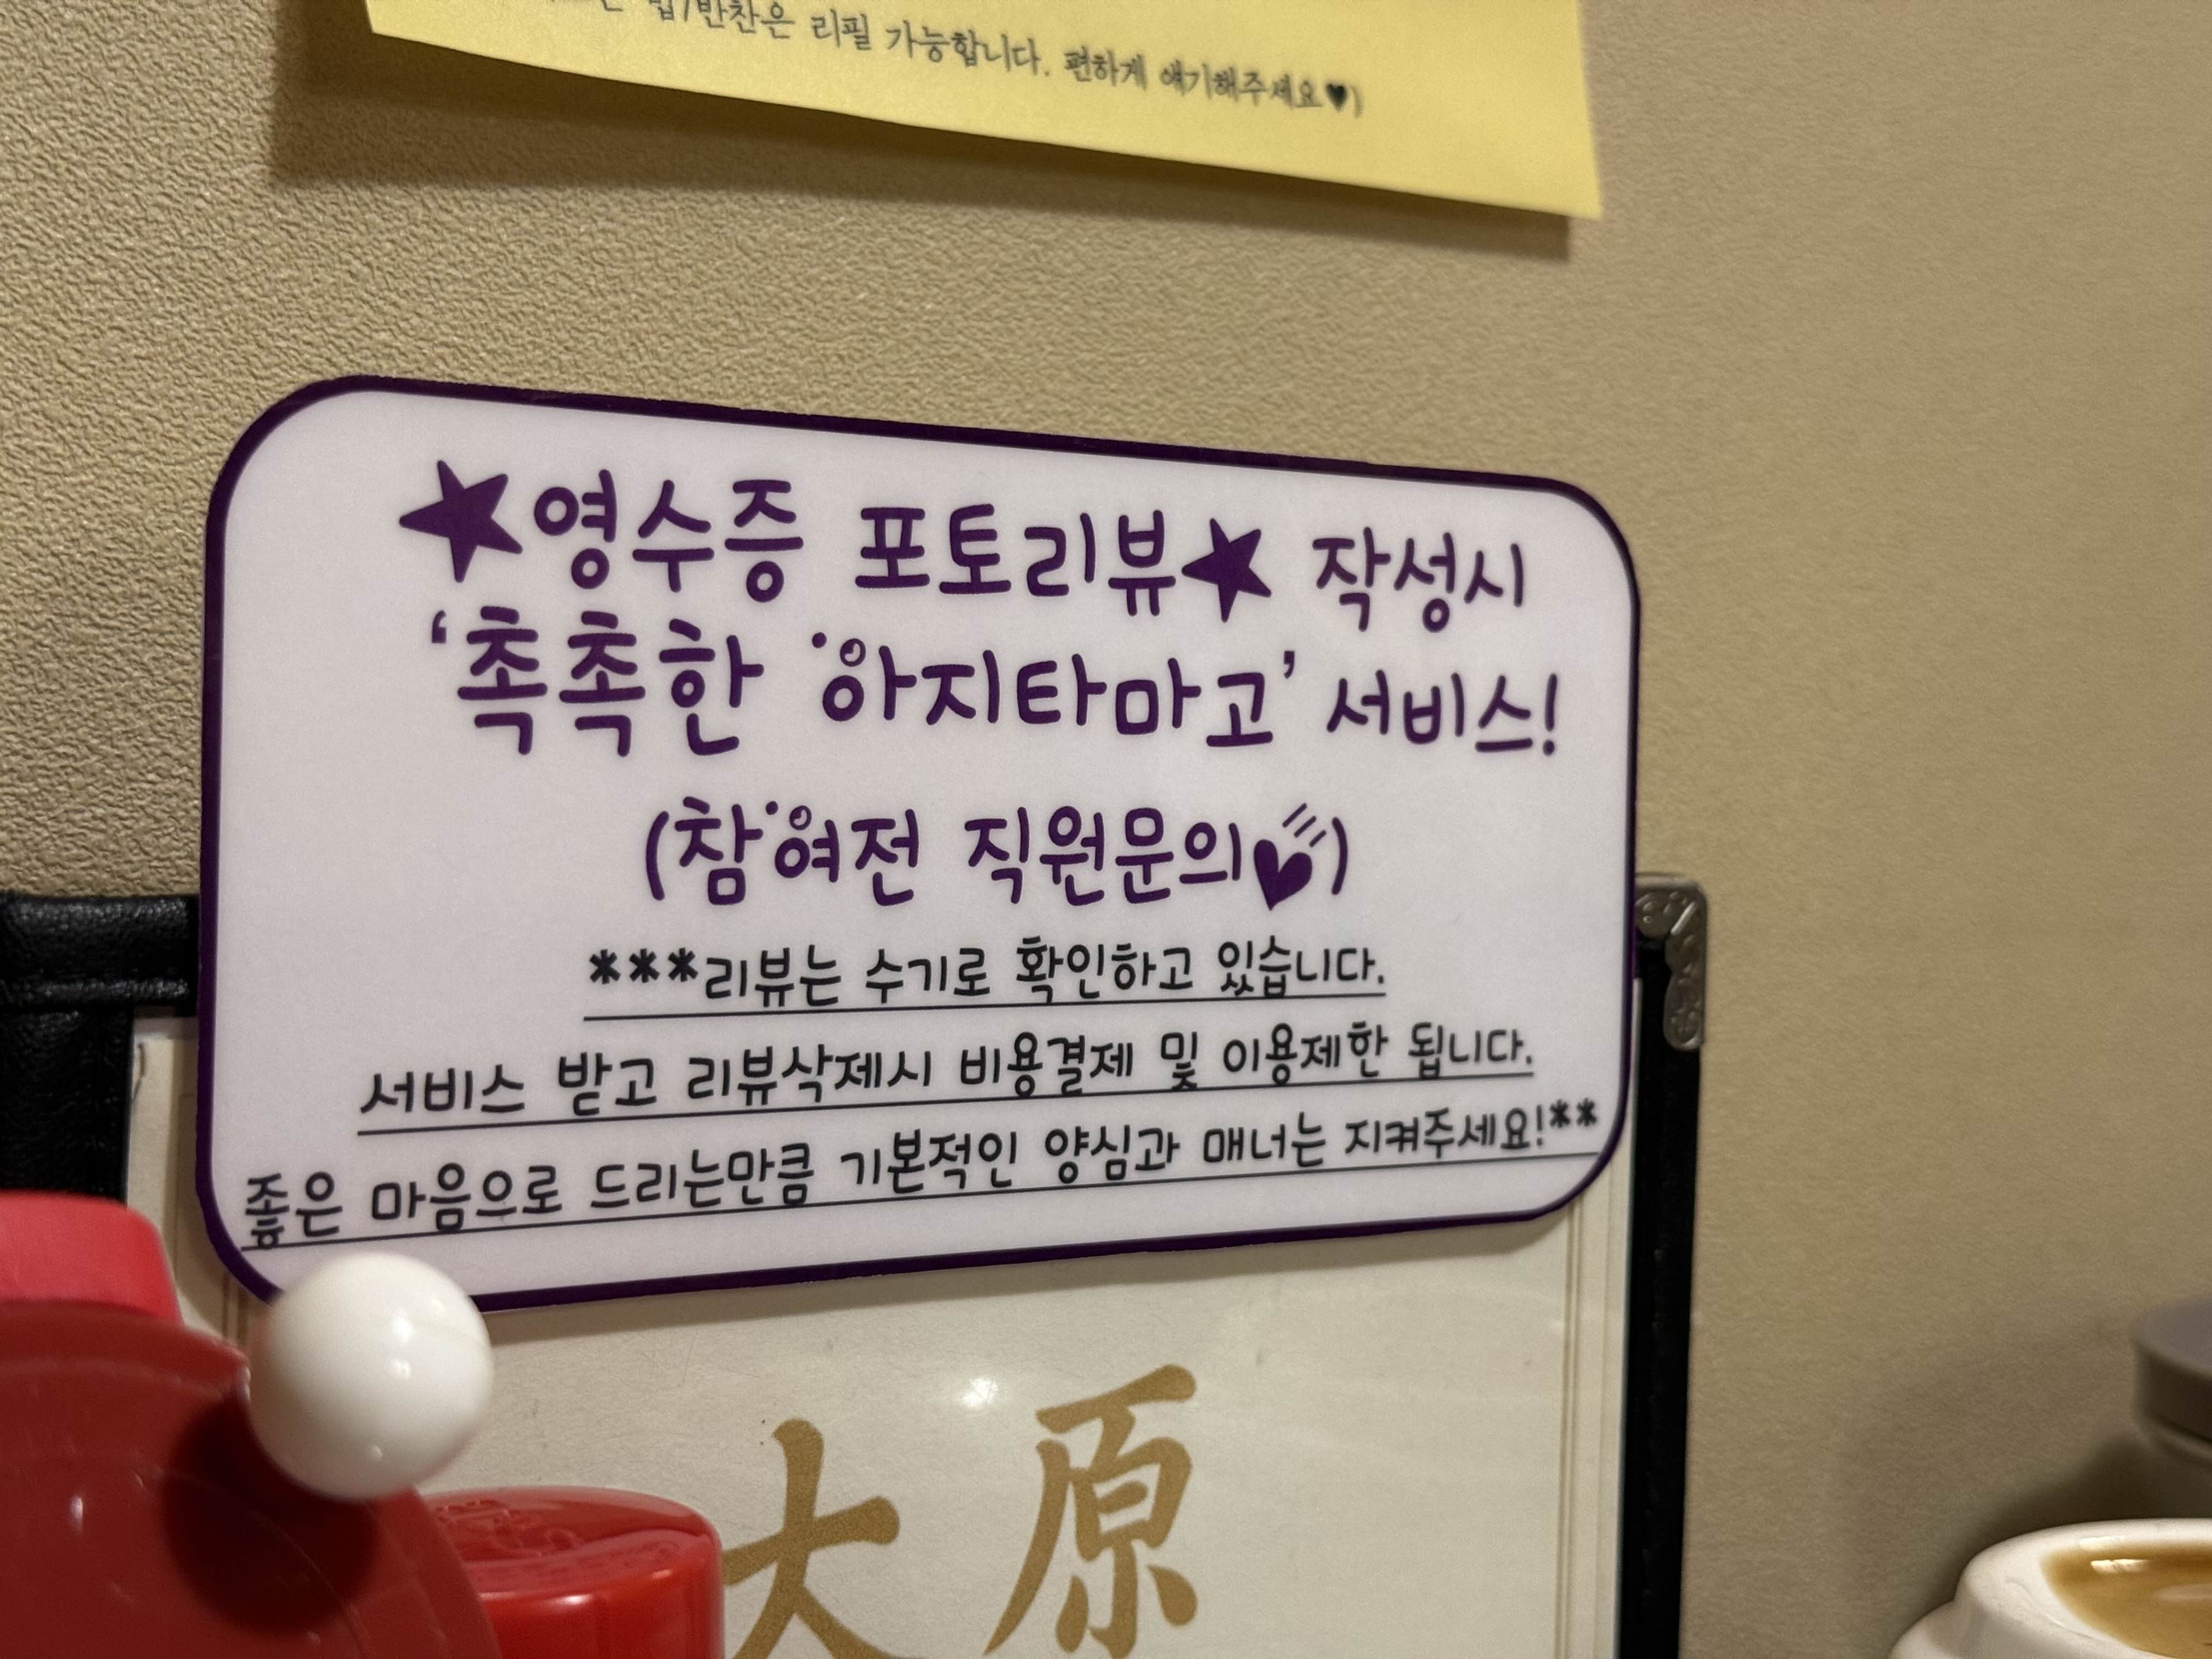 밥/반찬은 리필 가능합니다. 편하게 얘기해주세요♥)
★영수증 포토리뷰★ 작성시
'촉촉한 아지타마고' 서비스!
(참여전 직원문의♥)
***리뷰는 수기로 확인하고 있습니다.
서비스 받고 리뷰삭제시 비용결제 및 이용제한 됩니다.
좋은 마음으로 드리는만큼 기본적인 양심과 매너는 지켜주세요!**
大原